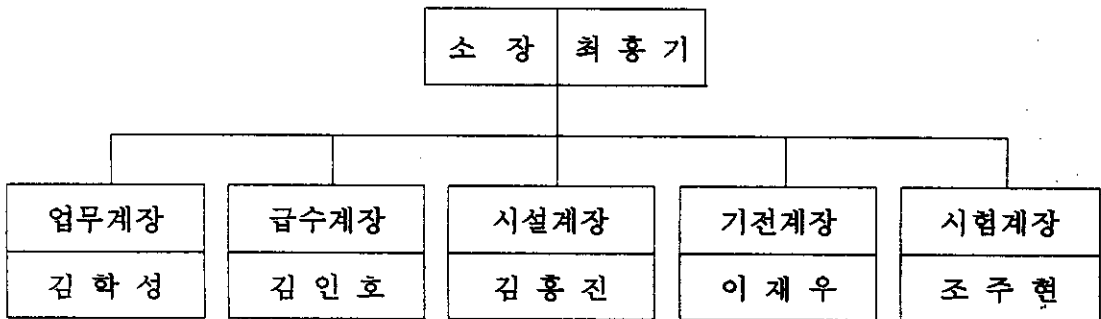 소 장 최 흥 기
업무계장 급수계장 시설계장 기전계장 시험계장
김 학 성 김 인 호 김 흥 진 이 재 우 조 주 현